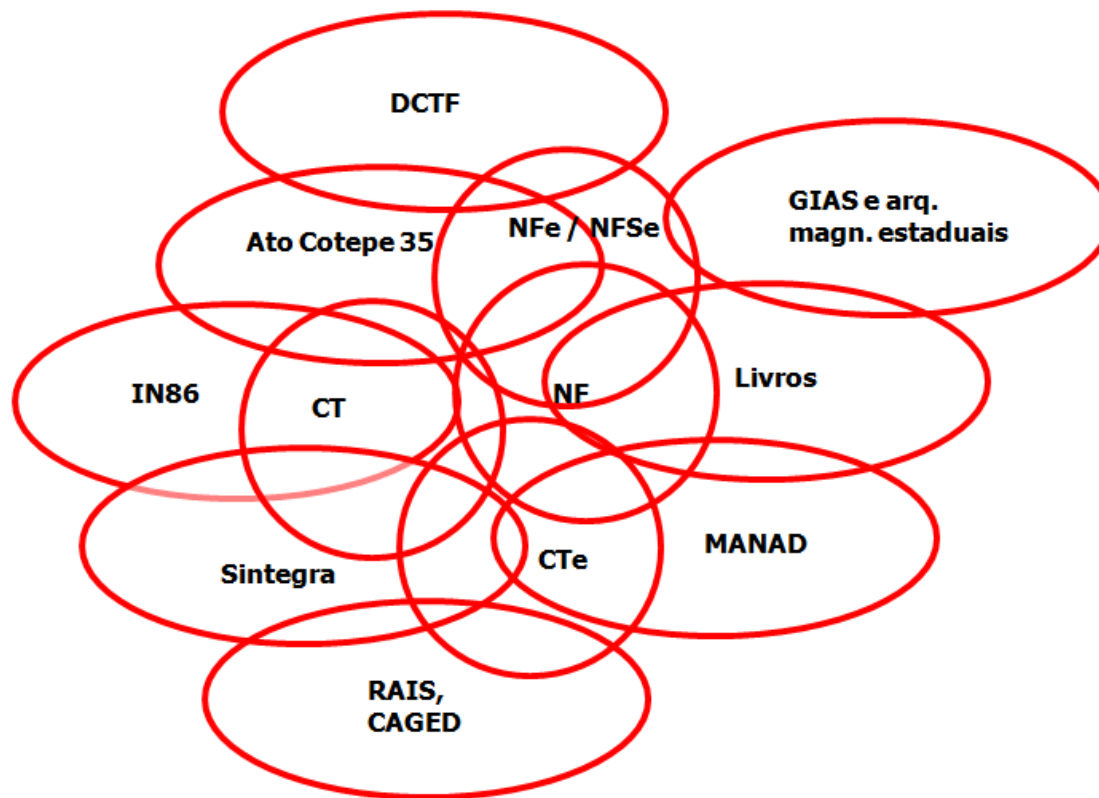 DCTF
GIAS e arq.
magn. estaduais
NFe / NFSe
Ato Cotepe 35
IN86
CT
NF
Livros
Sintegra
CTe
MANAD
RAIS,
CAGED